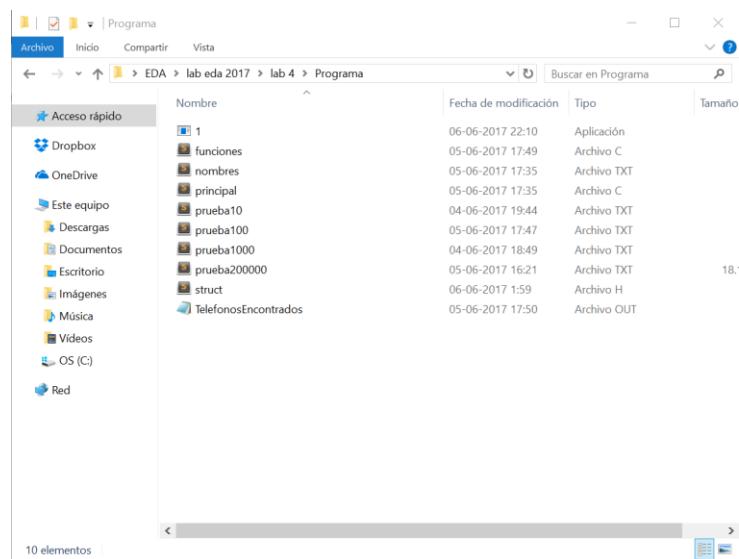 Programa
Archivo Inicio Compartir Vista
EDA > lab eda 2017 > lab 4 > Programa Buscar en Programa
Nombre Fecha de modificación Tipo Tamaño
Acceso rápido
Dropbox
OneDrive
Este equipo
Descargas
Documentos
Escritorio
Imágenes
Música
Vídeos
OS (C:)
Red
1 06-06-2017 22:10 Aplicación
funciones 05-06-2017 17:49 Archivo C
nombres 05-06-2017 17:35 Archivo TXT
principal 05-06-2017 17:35 Archivo C
prueba10 04-06-2017 19:44 Archivo TXT
prueba100 05-06-2017 17:47 Archivo TXT
prueba1000 04-06-2017 18:49 Archivo TXT
prueba200000 05-06-2017 16:21 Archivo TXT
struct 06-06-2017 1:59 Archivo H
TelefonosEncontrados 05-06-2017 17:50 Archivo OUT
10 elementos